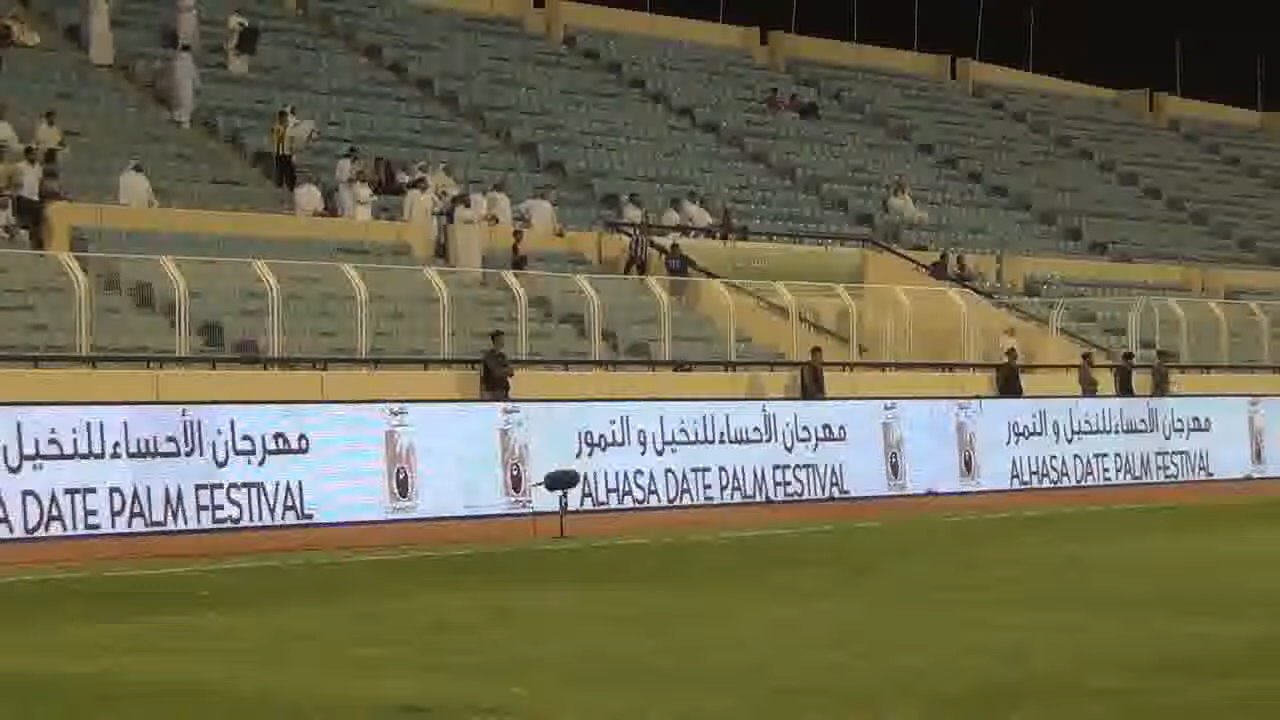 مهرجان الأحساء للنخيل
A DATE PALM FESTIVAL
مهرجان الأحساء للنخيل و التمور
ALHASA DATE PALM FESTIVAL
مهرجان الأحساء للنخيل و التمور
ALHASA DATE PALM FESTIVAL